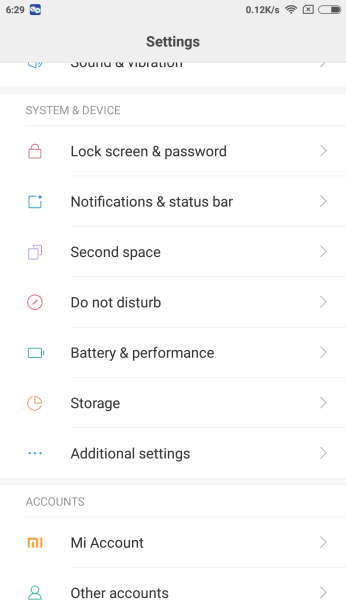 6:29
0.12K/s
Settings
Sound & vibration
SYSTEM & DEVICE
Lock screen & password
Notifications & status bar
Second space
Do not disturb
Battery & performance
Storage
Additional settings
ACCOUNTS
Mi Account
Other accounts